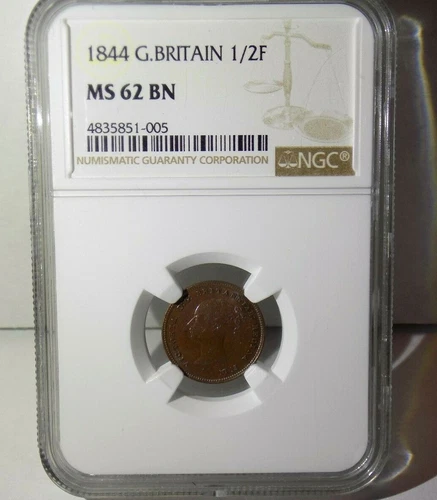 1844 G.BRITAIN 1/2F
MS 62 BN
4835851-005
NUMISMATIC GUARANTY CORPORATION
NGC®